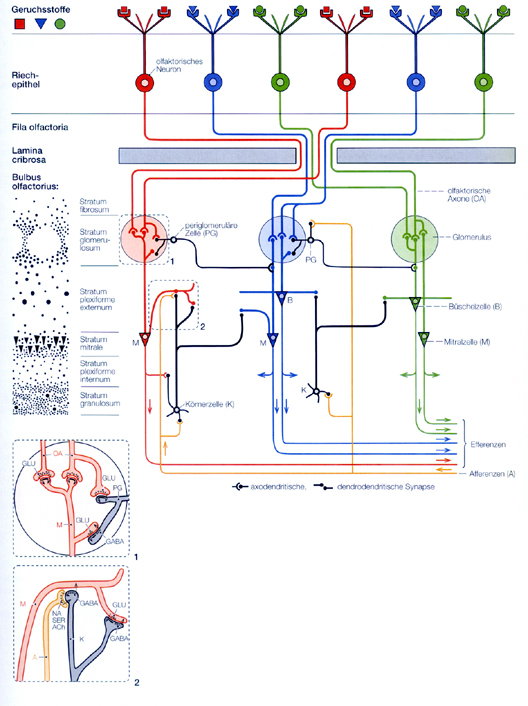 Geruchsstoffe
Riech-
epithel
olfaktorisches
Neuron
Fila olfactoria
Lamina
cribrosa
Bulbus
olfactorius:
Stratum
fibrosum
Stratum
glomeru-
losum
Stratum
plexiforme
externum
Stratum
mitrale
Stratum
plexiforme
internum
Stratum
granulosum
1
periglomeruläre
Zelle (PG)
PG
olfaktorische
Axone (OA)
Glomerulus
B
Büschelzelle (B)
2
M
M
Mitralzelle (M)
Körnerzelle (K)
K
Efferenzen
Afferenzen (A)
axodendritische,
dendrodendritische Synapse
OA
GLU
GLU
PG
GLU
M
GABA
1
A
M
GABA
GLU
NA
SER
ACh
K
GABA
A
2